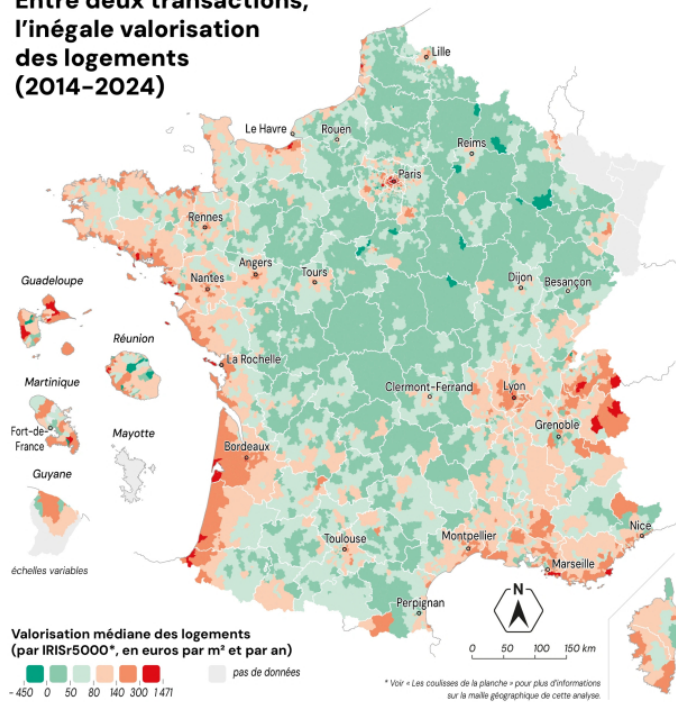 Entre deux transactions,
l’inégale valorisation
des logements
(2014-2024)
Lille
Le Havre
Rouen
Reims
Paris
Rennes
Angers
Tours
Nantes
Dijon
Besançon
Guadeloupe
Réunion
La Rochelle
Martinique
Clermont-Ferrand
Lyon
Fort-de-
France
Mayotte
Grenoble
Bordeaux
Guyane
Toulouse
Montpellier
Nice
Marseille
échelles variables
Perpignan
N
Valorisation médiane des logements
(par IRISr5000*, en euros par m² et par an)
pas de données
- 450 0 50 80 140 300 1 471
0 50 100 150 km
* Voir « Les coulisses de la planche » pour plus d'informations
sur la maille géographique de cette analyse.